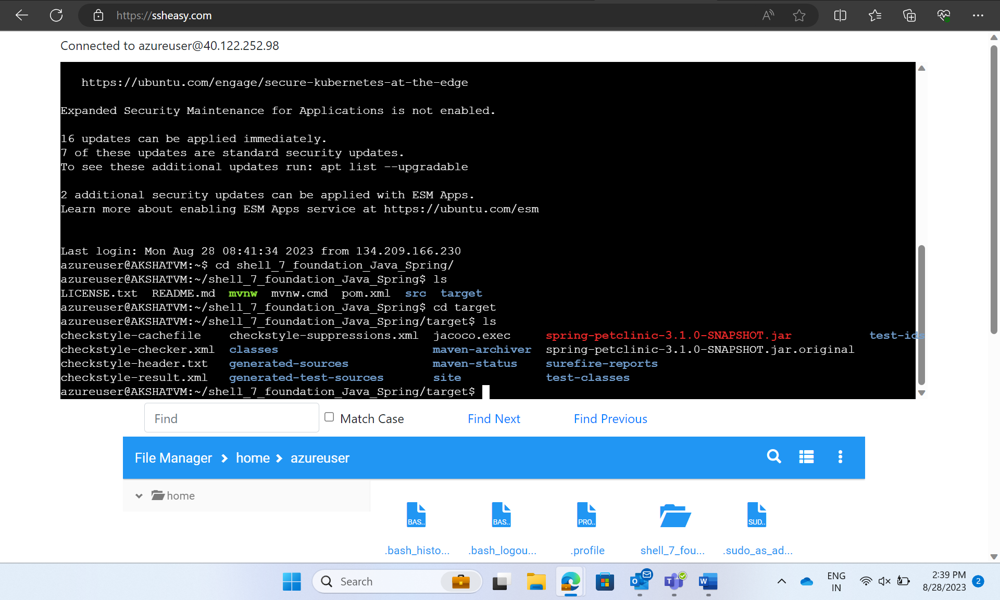 https://ssheasy.com
Connected to azureuser@40.122.252.98
https://ubuntu.com/engage/secure-kubernetes-at-the-edge
Expanded Security Maintenance for Applications is not enabled.
16 updates can be applied immediately.
7 of these updates are standard security updates.
To see these additional updates run: apt list --upgradable
2 additional security updates can be applied with ESM Apps.
Learn more about enabling ESM Apps service at https://ubuntu.com/esm
Last login: Mon Aug 28 08:41:34 2023 from 134.209.166.230
azureuser@AKSHATVM:~$ cd shell_7_foundation_Java_Spring/
azureuser@AKSHATVM:~/shell_7_foundation_Java_Spring$ ls
LICENSE.txt  README.md  mvnw  mvnw.cmd  pom.xml  src  target
azureuser@AKSHATVM:~/shell_7_foundation_Java_Spring$ cd target
azureuser@AKSHATVM:~/shell_7_foundation_Java_Spring/target$ ls
checkstyle-cachefile    checkstyle-suppressions.xml  jacoco.exec     spring-petclinic-3.1.0-SNAPSHOT.jar           test-ids
checkstyle-checker.xml  classes                      maven-archiver  spring-petclinic-3.1.0-SNAPSHOT.jar.original
checkstyle-header.txt   generated-sources            maven-status    surefire-reports
checkstyle-result.xml   generated-test-sources       site            test-classes
azureuser@AKSHATVM:~/shell_7_foundation_Java_Spring/target$
Find  Match Case  Find Next  Find Previous
File Manager > home > azureuser
home
BAS.. BAS.. PRO.. SUD..
.bash_histo... .bash_logou... .profile shell_7_fou... .sudo_as_ad...
Search
ENG
IN
2:39 PM
8/28/2023
2